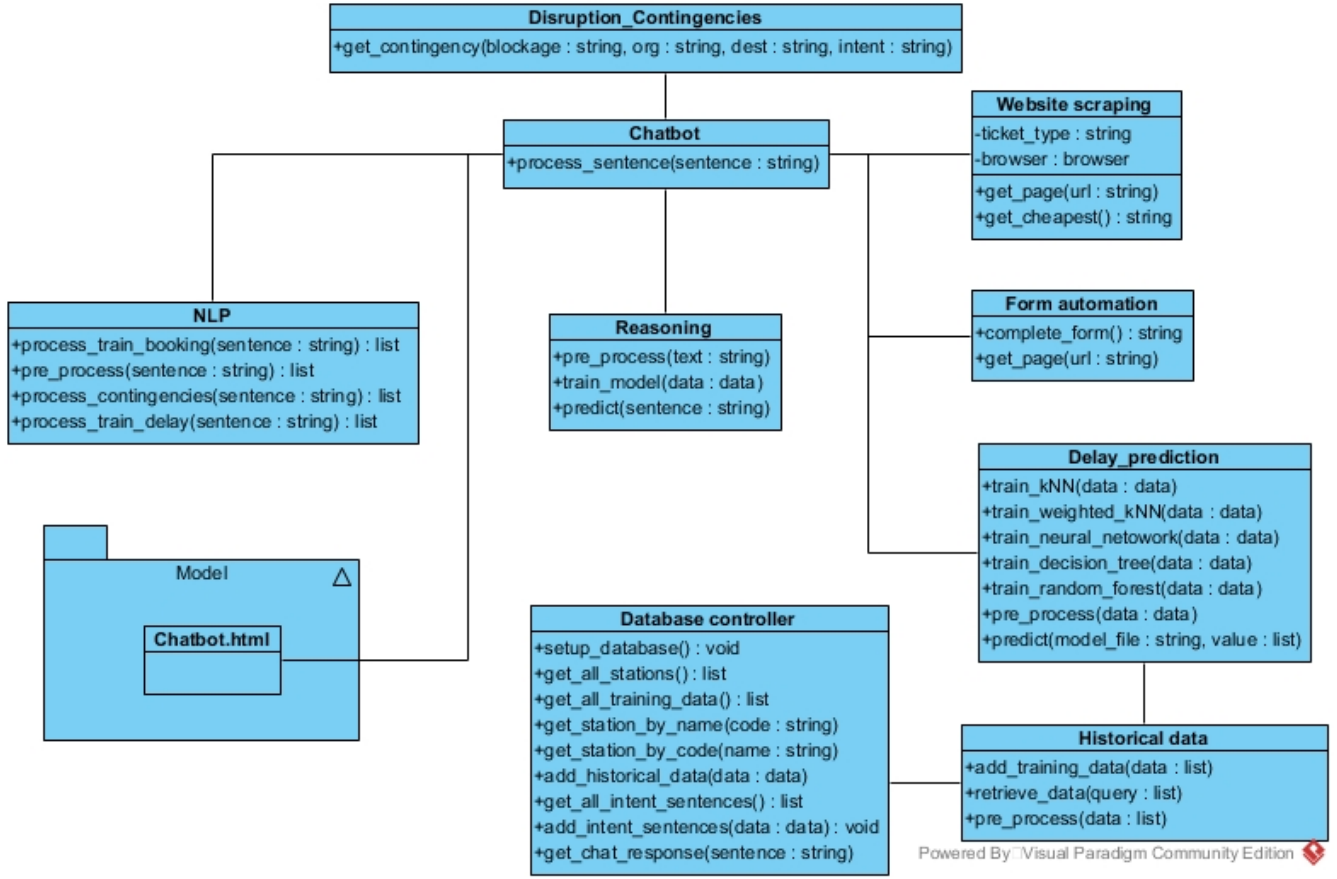 Disruption_Contingencies
+get_contingency(blockage : string, org : string, dest : string, intent : string)
Chatbot
+process_sentence(sentence : string)
Website scraping
-ticket_type : string
-browser : browser
+get_page(url : string)
+get_cheapest() : string
NLP
+process_train_booking(sentence : string) : list
+pre_process(sentence : string) : list
+process_contingencies(sentence : string) : list
+process_train_delay(sentence : string) : list
Reasoning
+pre_process(text : string)
+train_model(data : data)
+predict(sentence : string)
Form automation
+complete_form() : string
+get_page(url : string)
Delay_prediction
+train_kNN(data : data)
+train_weighted_kNN(data : data)
+train_neural_netowork(data : data)
+train_decision_tree(data : data)
+train_random_forest(data : data)
+pre_process(data : data)
+predict(model_file : string, value : list)
Model
Chatbot.html
Database controller
+setup_database() : void
+get_all_stations() : list
+get_all_training_data() : list
+get_station_by_name(code : string)
+get_station_by_code(name : string)
+add_historical_data(data : data)
+get_all_intent_sentences() : list
+add_intent_sentences(data : data) : void
+get_chat_response(sentence : string)
Historical data
+add_training_data(data : list)
+retrieve_data(query : list)
+pre_process(data : list)
Powered By Visual Paradigm Community Edition